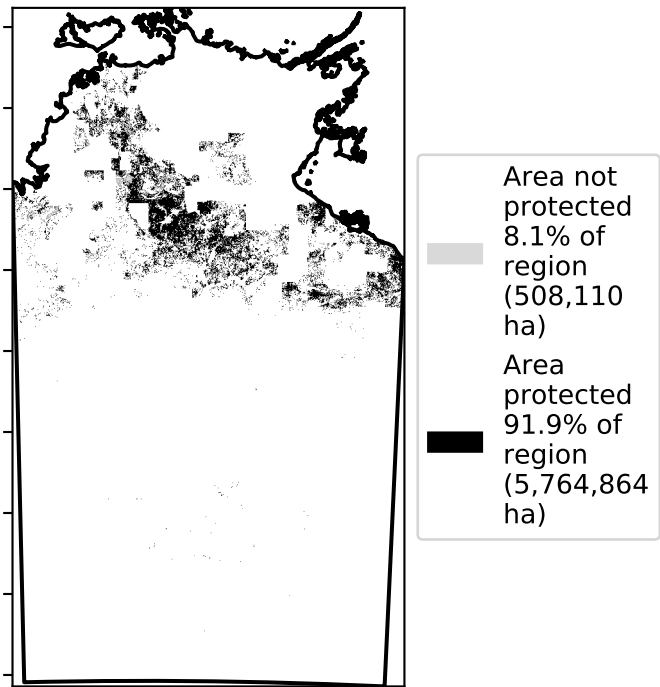 Area not
protected
8.1% of
region
(508,110
ha)
Area
protected
91.9% of
region
(5,764,864
ha)